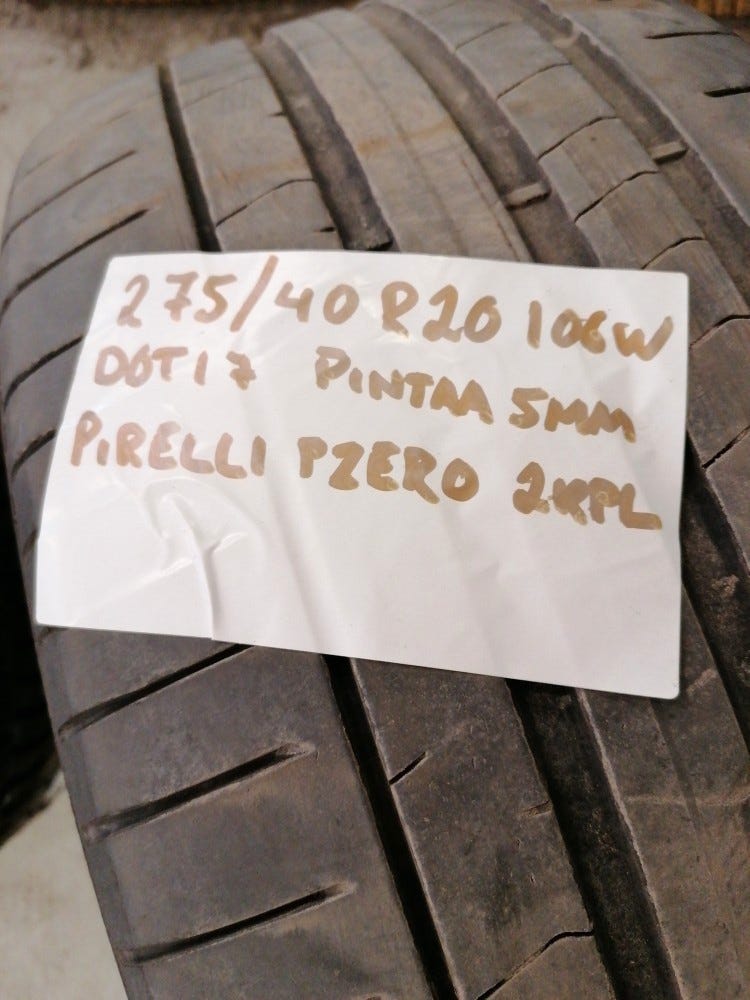 275/40 R20 106W
DOT17 PINTAA 5MM
PIRELLI PZERO 2KPL